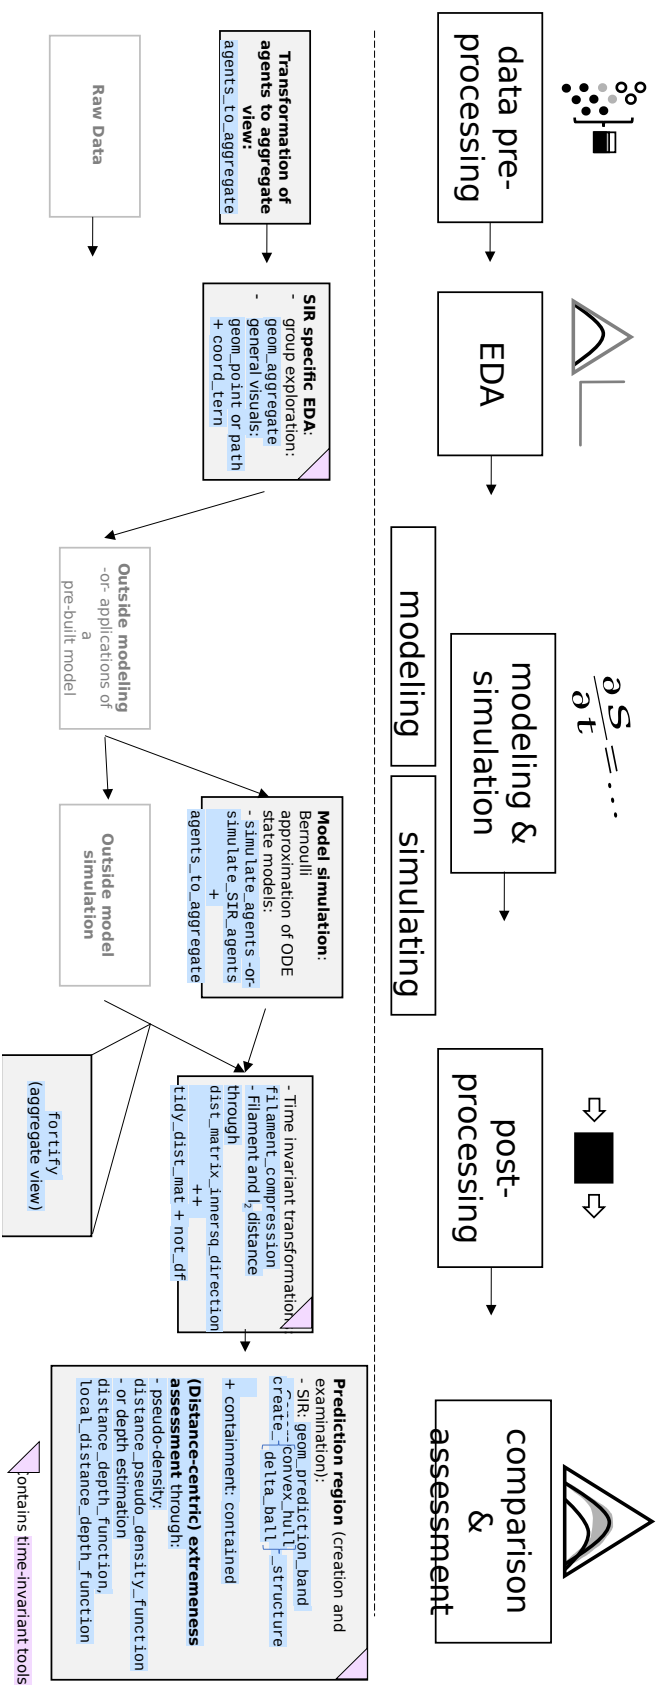 data pre-
processing
EDA
modeling &
simulation
post-
processing
comparison
&
assessment
∂S/∂t = ...
modeling
simulating
Transformation of
agents to aggregate
view:
agents_to_aggregate
SIR specific EDA:
- group exploration:
geom_aggregate
- general visuals:
geom_point or path
+ coord_tern
Model simulation:
Bernoulli
approximation of ODE
state models:
- simulate_agents -or-
simulate_SIR_agents
+
agents_to_aggregate
- Time invariant transformation:
filament_compression
- Filament and l2 distance
through
dist_matrix_innersq_direction
++
tidy_dist_mat + not_df
Prediction region (creation and
examination):
- SIR: geom_prediction_band
convex_hull
create_ delta_ball _structure
+ containment: contained
(Distance-centric) extremeness
assessment through:
- pseudo-density:
distance_pseudo_density_function
- or depth estimation
distance_depth_function,
local_distance_depth_function
Raw Data
Outside modeling
-or- applications of
a
pre-built model
Outside model
simulation
fortify
(aggregate view)
ontains time-invariant tools